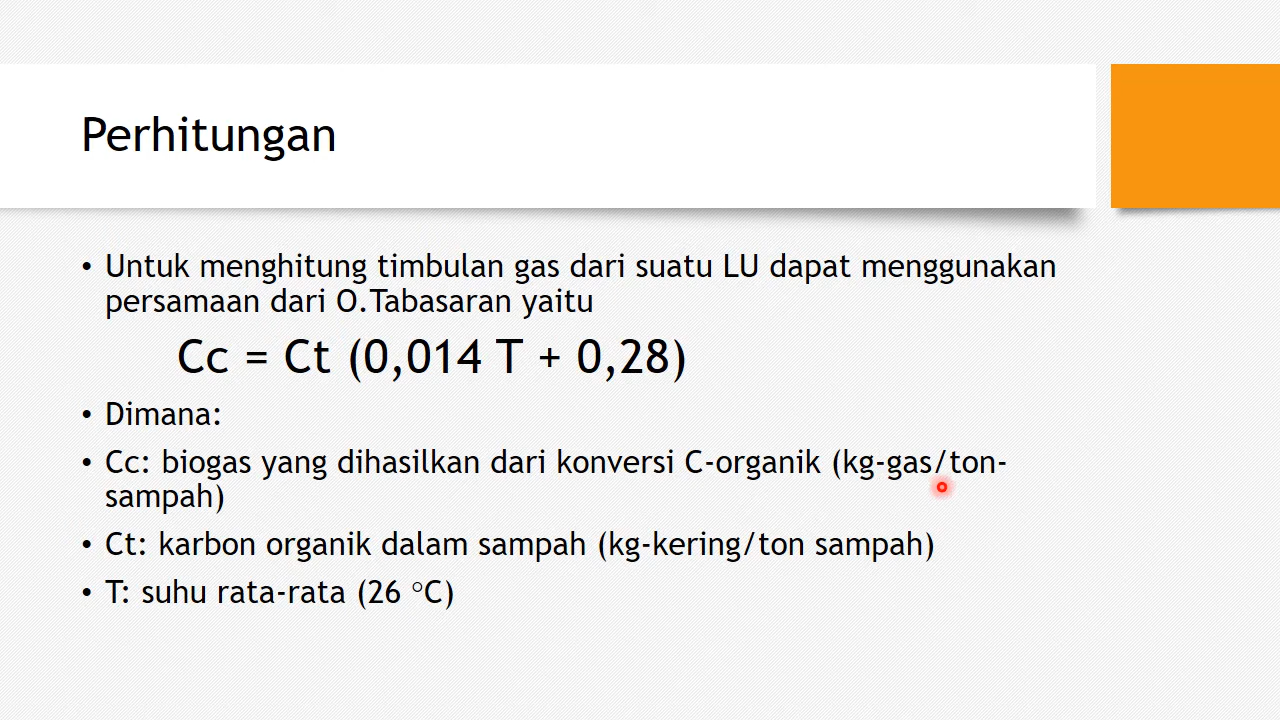 Perhitungan
• Untuk menghitung timbulan gas dari suatu LU dapat menggunakan
persamaan dari O.Tabasaran yaitu
Cc = Ct (0,014 T + 0,28)
• Dimana:
• Cc: biogas yang dihasilkan dari konversi C-organik (kg-gas/ton-
sampah)
• Ct: karbon organik dalam sampah (kg-kering/ton sampah)
• T: suhu rata-rata (26 °C)